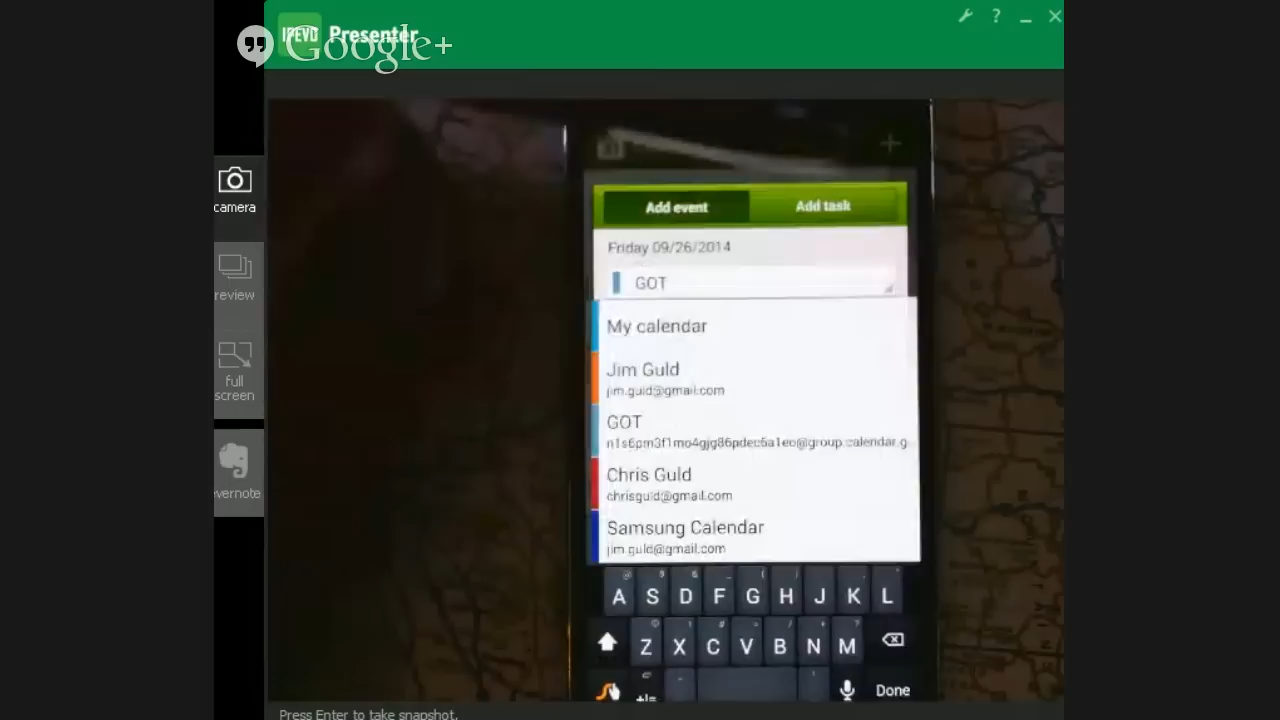 IPEVO Presenter
Google+
camera
review
full
screen
evernote
Add event
Add task
Friday 09/26/2014
GOT
My calendar
Jim Guld
jim.guld@gmail.com
GOT
Chris Guld
chrisguld@gmail.com
Samsung Calendar
jim.guld@gmail.com
A S D F G H J K L
Z X C V B N M
Done
Press Enter to take snapshot.